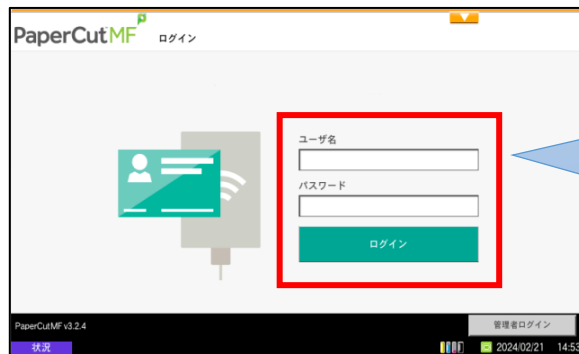 PaperCut MF ログイン
ユーザ名
パスワード
ログイン
PaperCutMF v3.2.4
管理者ログイン
状況
2024/02/21 14:53